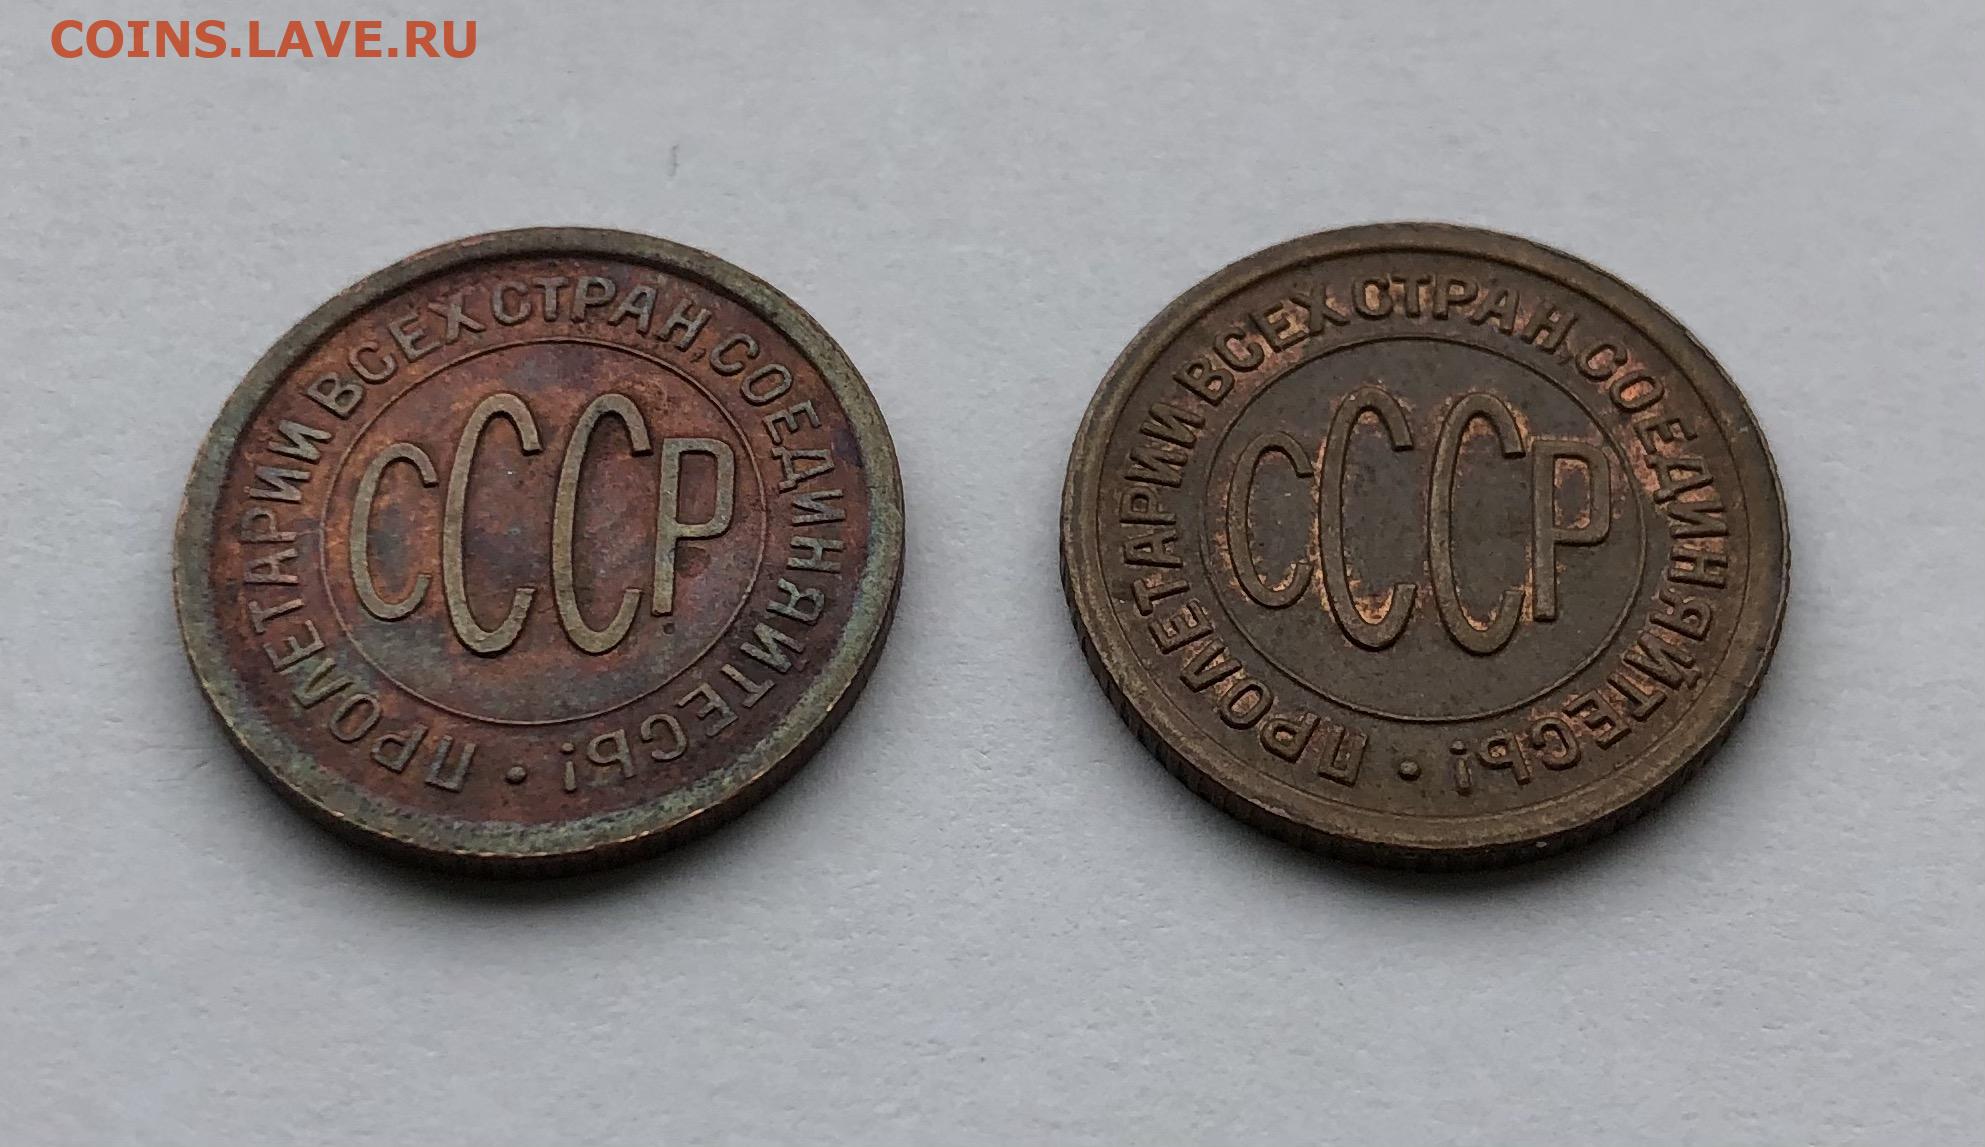 COINS.LAVE.RU
ПРОЛЕТАРИИ ВСЕХ СТРАН, СОЕДИНЯЙТЕСЬ! •
СССР
ПРОЛЕТАРИИ ВСЕХ СТРАН, СОЕДИНЯЙТЕСЬ! •
СССР